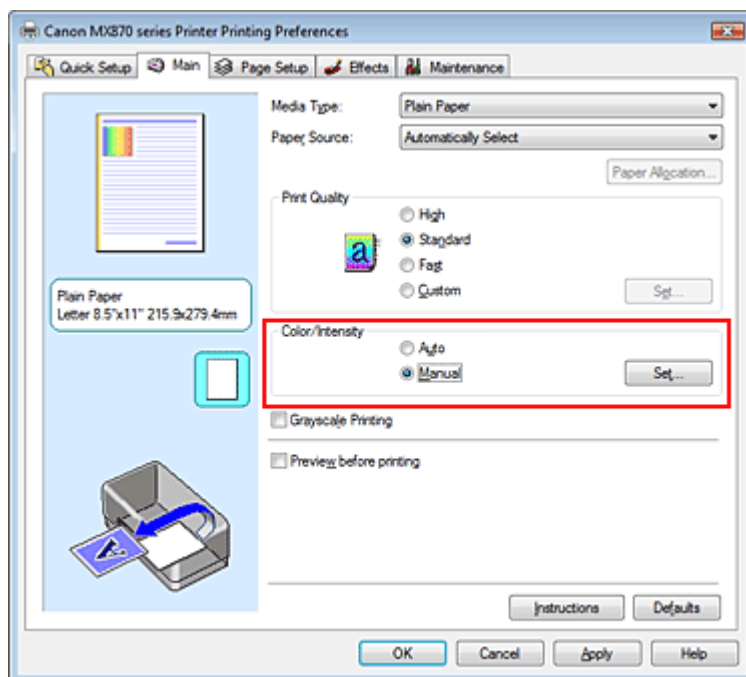 Canon MX870 series Printer Printing Preferences
Quick Setup Main Page Setup Effects Maintenance
Media Type: Plain Paper
Paper Source: Automatically Select
Paper Allocation...
Print Quality
High
a
Standard
Fast
Custom
Set...
Plain Paper
Letter 8.5"x11" 215.9x279.4mm
Color/Intensity
Auto
Manual
Set...
Grayscale Printing
Preview before printing
A
Instructions Defaults
OK Cancel Apply Help